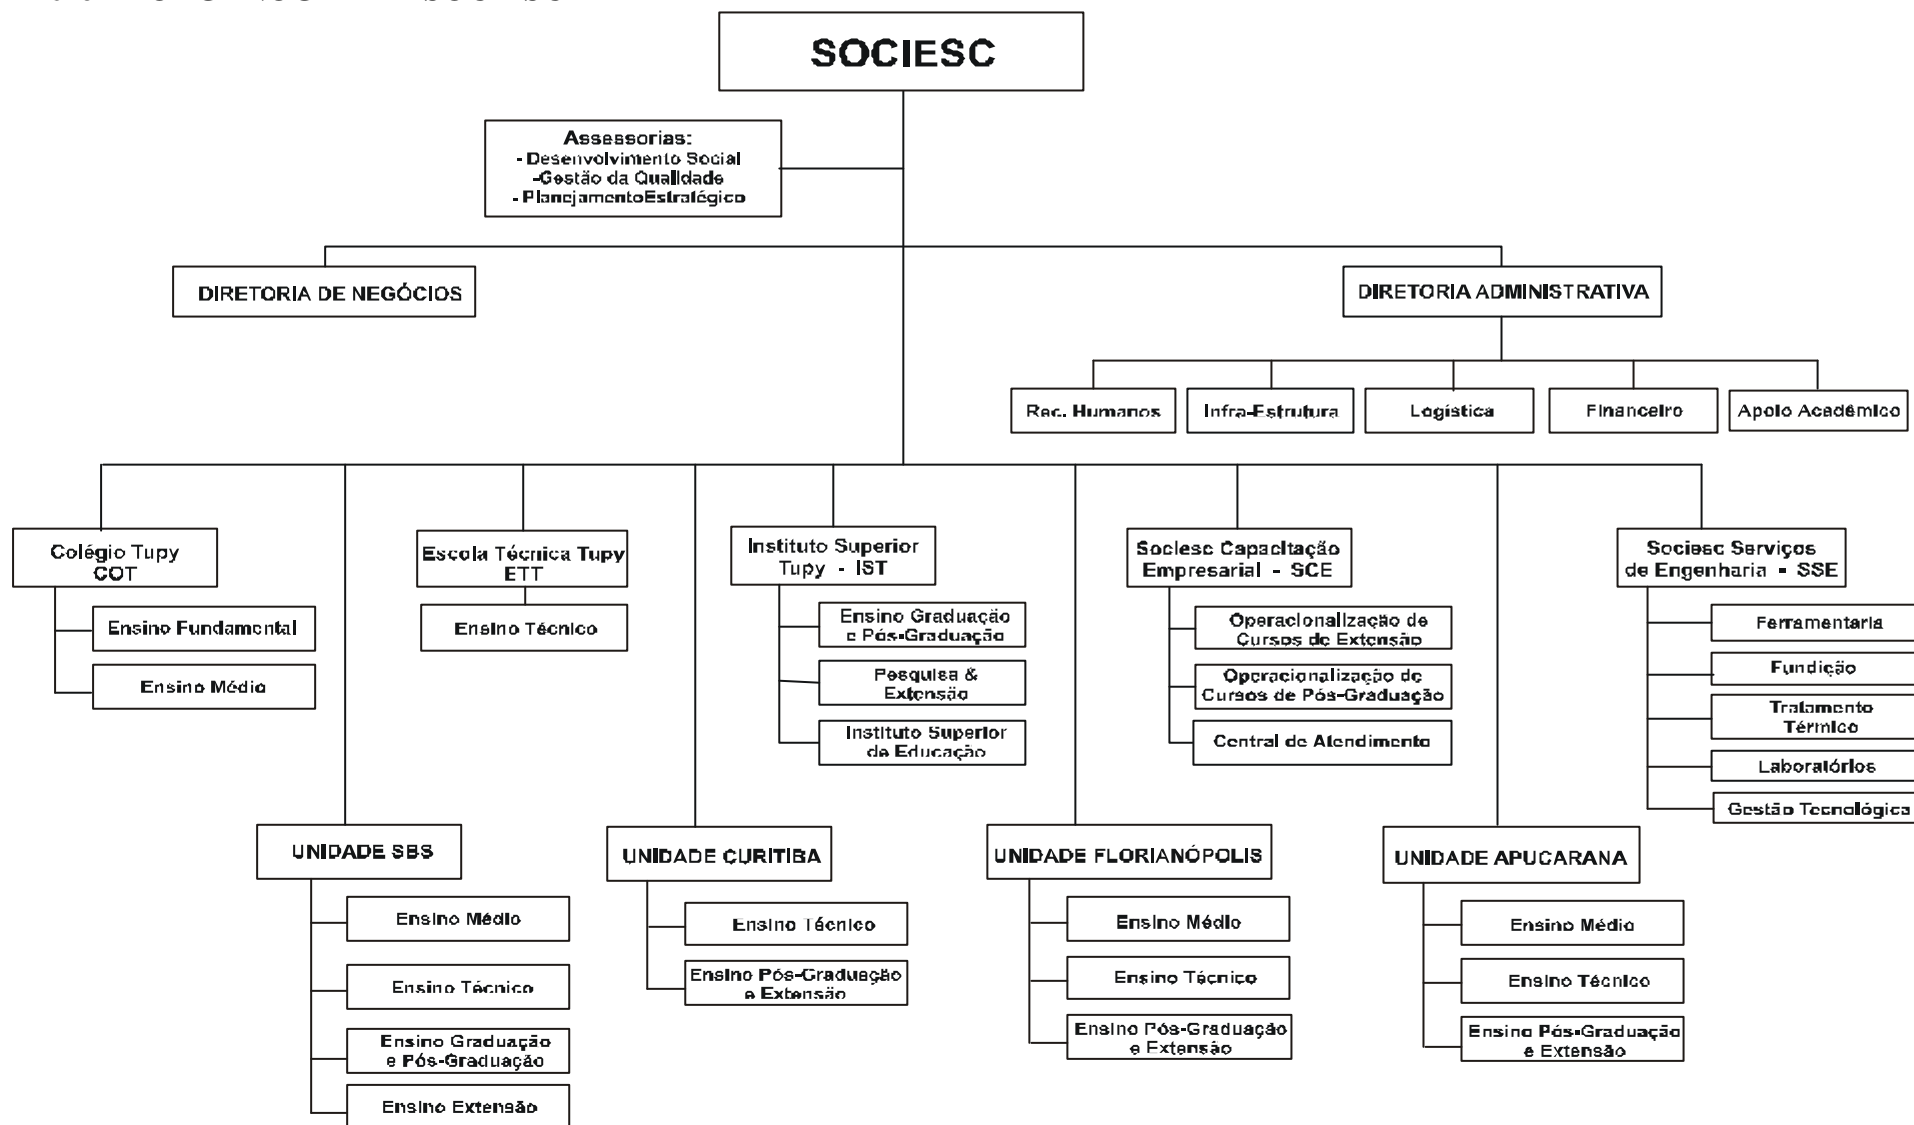 SOCIESC
Assessorias:
- Desenvolvimento Social
-Gestão da Qualidade
- PlanejamentoEstratégico
DIRETORIA DE NEGÓCIOS
DIRETORIA ADMINISTRATIVA
Rec. Humanos
Infra-Estrutura
Logística
Financeiro
Apoio Acadêmico
Colégio Tupy
COT
Ensino Fundamental
Ensino Médio
Escola Técnica Tupy
ETT
Ensino Técnico
Instituto Superior
Tupy - IST
Ensino Graduação
e Pós-Graduação
Pesquisa &
Extensão
Instituto Superior
de Educação
Sociesc Capacitação
Empresarial - SCE
Operacionalização de
Cursos de Extensão
Operacionalização de
Cursos de Pós-Graduação
Central de Atendimento
Sociesc Serviços
de Engenharia - SSE
Ferramentaria
Fundição
Tratamento
Térmico
Laboratórios
Gestão Tecnológica
UNIDADE SBS
Ensino Médio
Ensino Técnico
Ensino Graduação
e Pós-Graduação
Ensino Extensão
UNIDADE CURITIBA
Ensino Técnico
Ensino Pós-Graduação
e Extensão
UNIDADE FLORIANÓPOLIS
Ensino Médio
Ensino Técnico
Ensino Pós-Graduação
e Extensão
UNIDADE APUCARANA
Ensino Médio
Ensino Técnico
Ensino Pós-Graduação
e Extensão